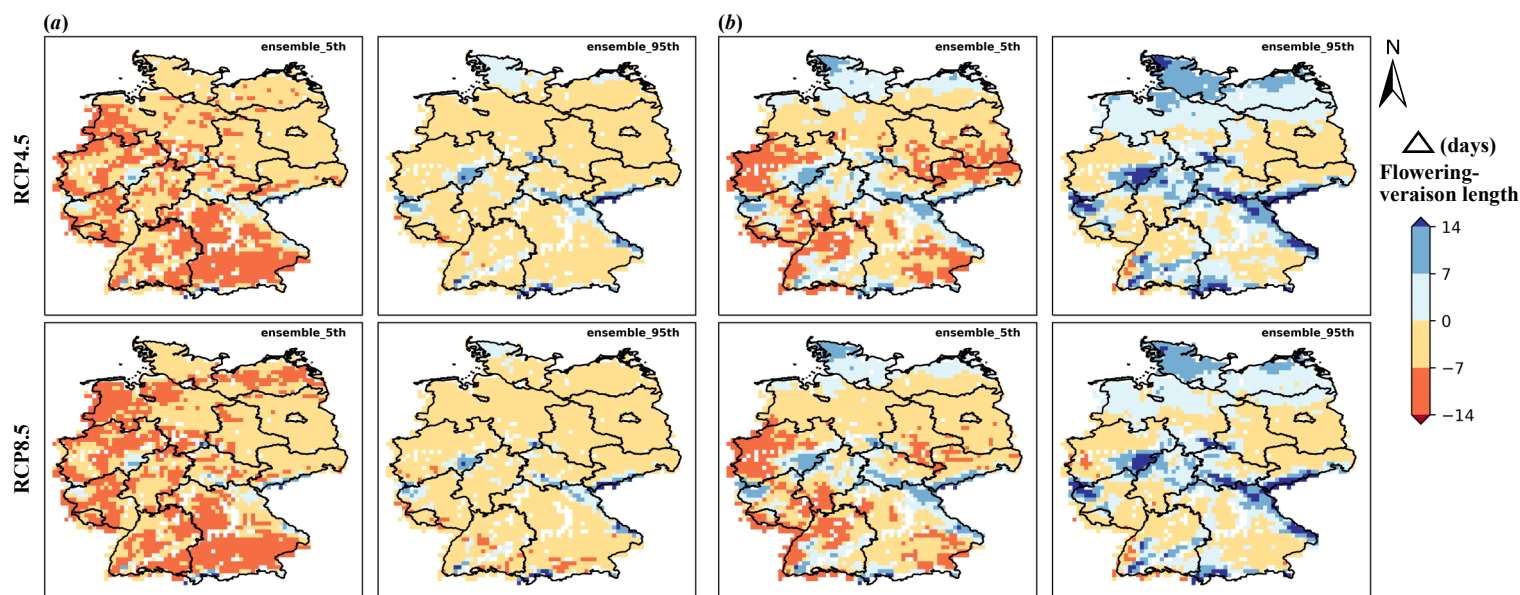 (a)
(b)
ensemble_5th
ensemble_95th
ensemble_5th
ensemble_95th
N
RCP4.5
(days)
Flowering-
veraison length
14
7
0
−7
−14
ensemble_5th
ensemble_95th
ensemble_5th
ensemble_95th
RCP8.5